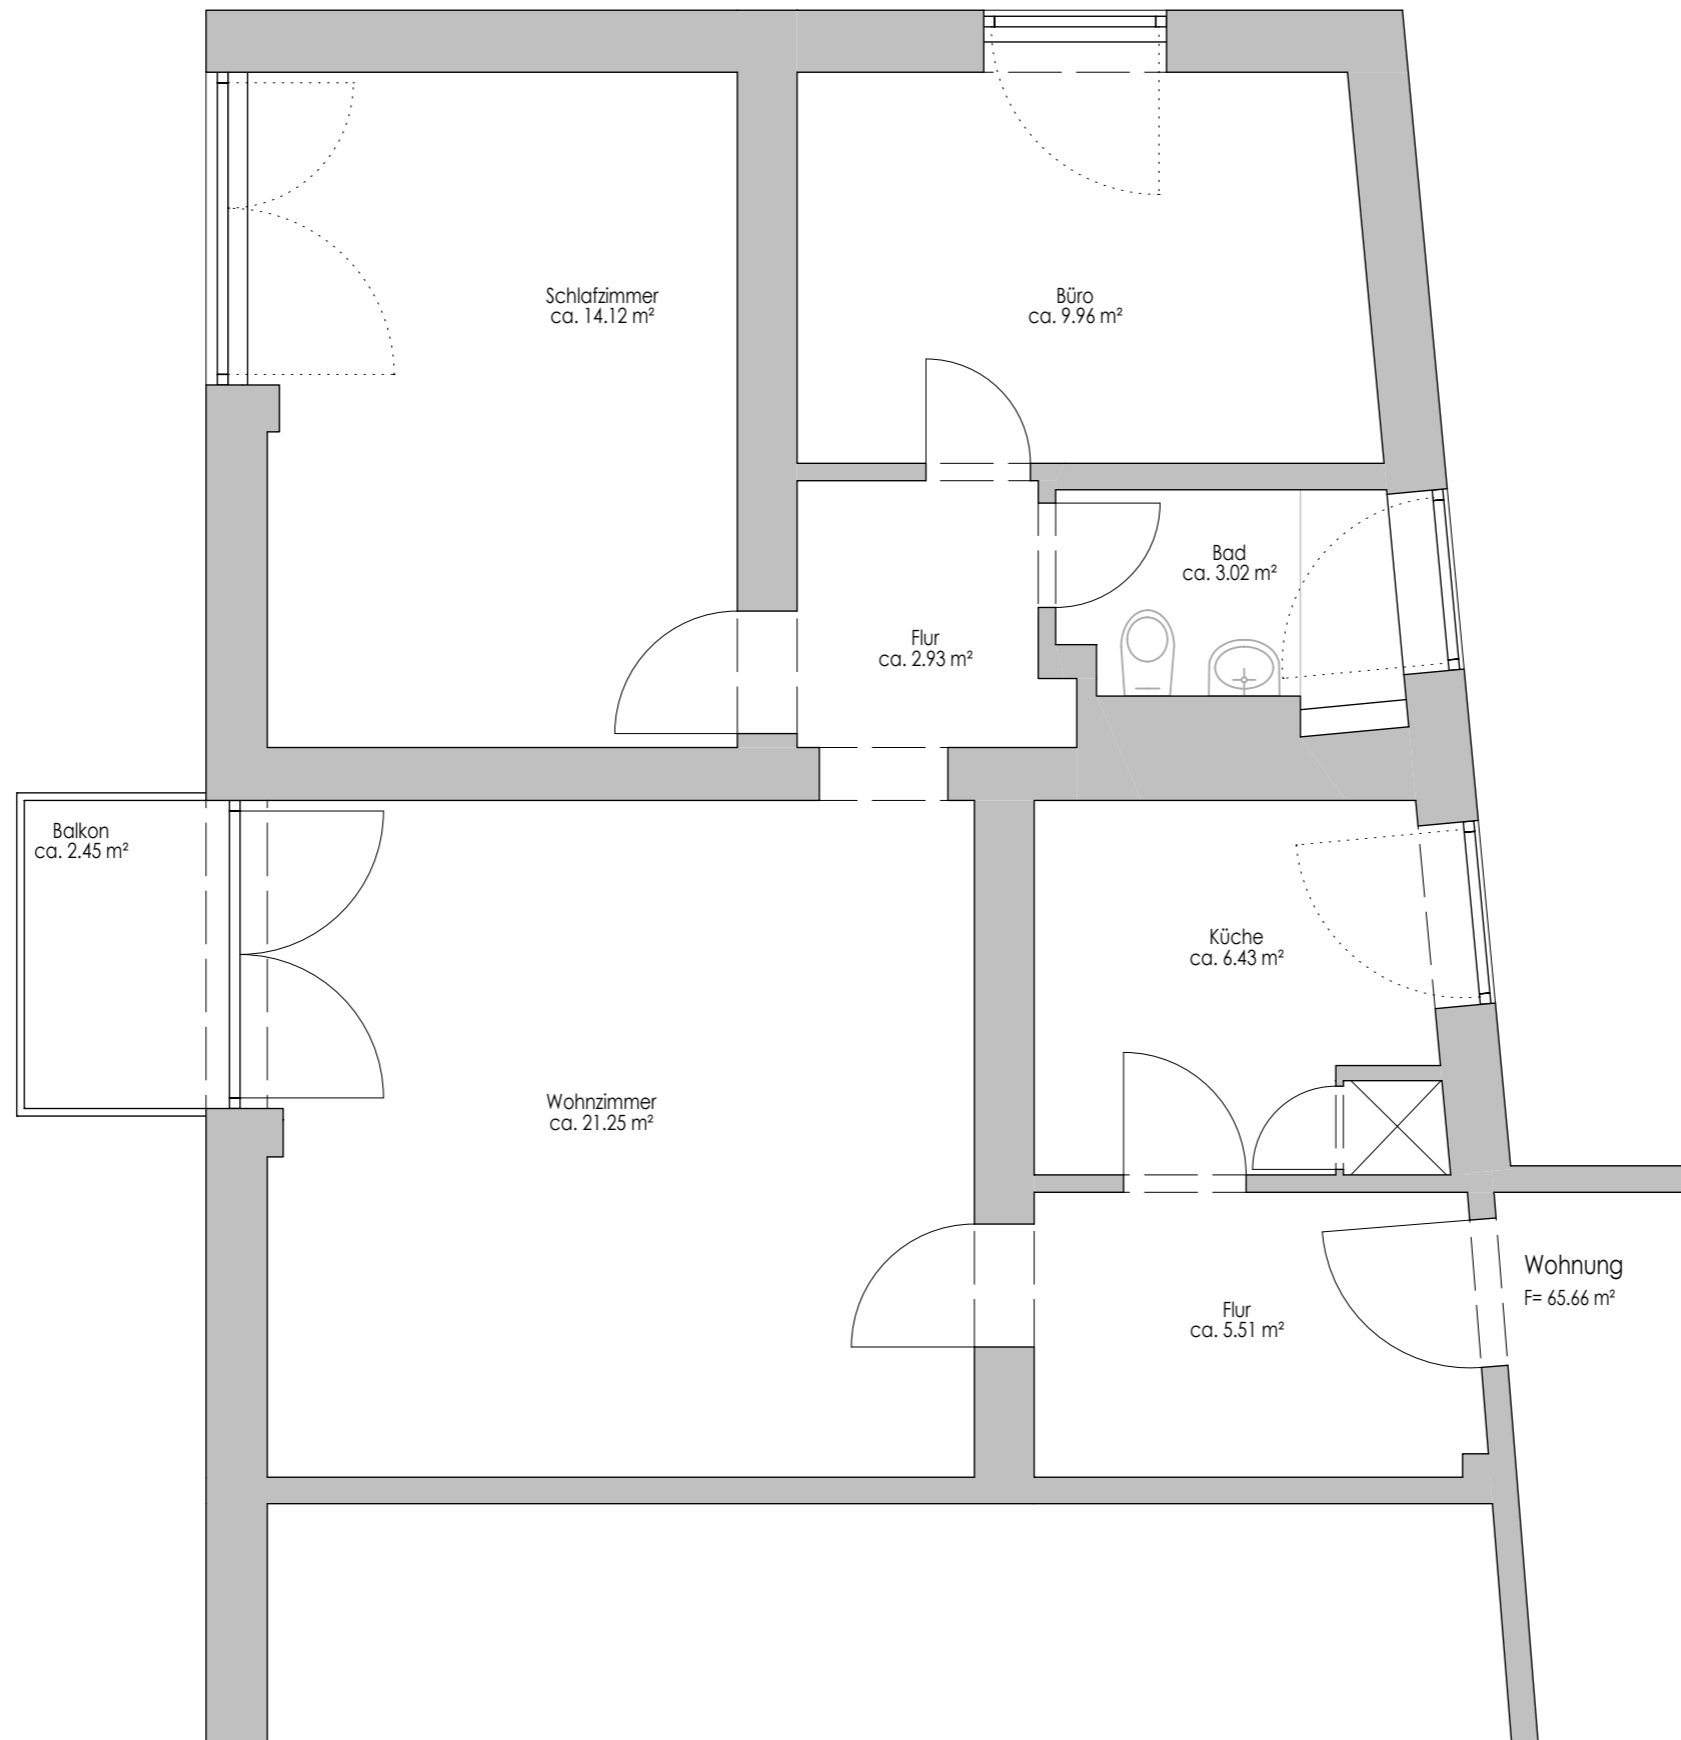 Schlafzimmer
ca. 14.12 m²
Büro
ca. 9.96 m²
Bad
ca. 3.02 m²
Flur
ca. 2.93 m²
Balkon
ca. 2.45 m²
Küche
ca. 6.43 m²
Wohnzimmer
ca. 21.25 m²
Wohnung
F= 65.66 m²
Flur
ca. 5.51 m²